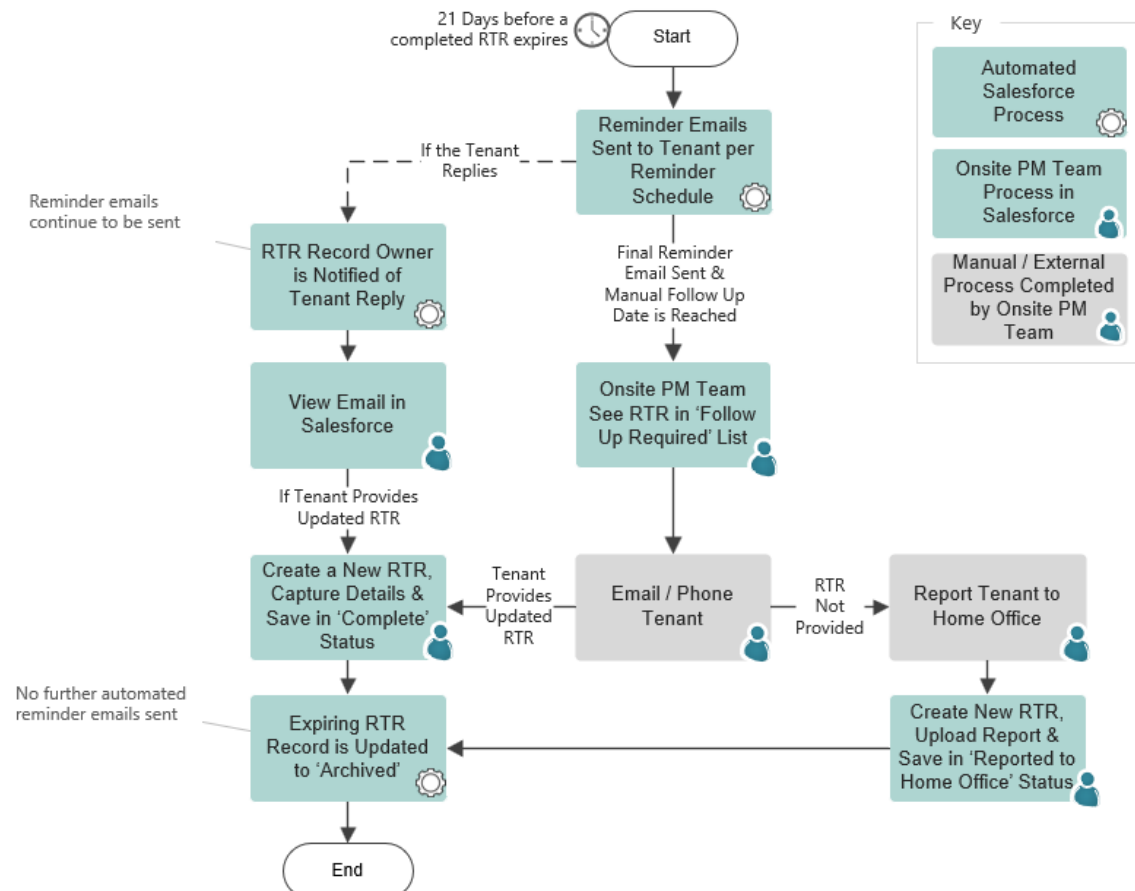 21 Days before a
completed RTR expires
Start
Key
Automated
Salesforce
Process
Onsite PM Team
Process in
Salesforce
Manual / External
Process Completed
by Onsite PM
Team
Reminder Emails
Sent to Tenant per
Reminder
Schedule
If the Tenant
Replies
Reminder emails
continue to be sent
RTR Record Owner
is Notified of
Tenant Reply
Final Reminder
Email Sent &
Manual Follow Up
Date is Reached
View Email in
Salesforce
Onsite PM Team
See RTR in ‘Follow
Up Required’ List
If Tenant Provides
Updated RTR
Create a New RTR,
Capture Details &
Save in ‘Complete’
Status
Tenant
Provides
Updated
RTR
Email / Phone
Tenant
RTR
Not
Provided
Report Tenant to
Home Office
No further automated
reminder emails sent
Expiring RTR
Record is Updated
to ‘Archived’
Create New RTR,
Upload Report &
Save in ‘Reported to
Home Office’ Status
End